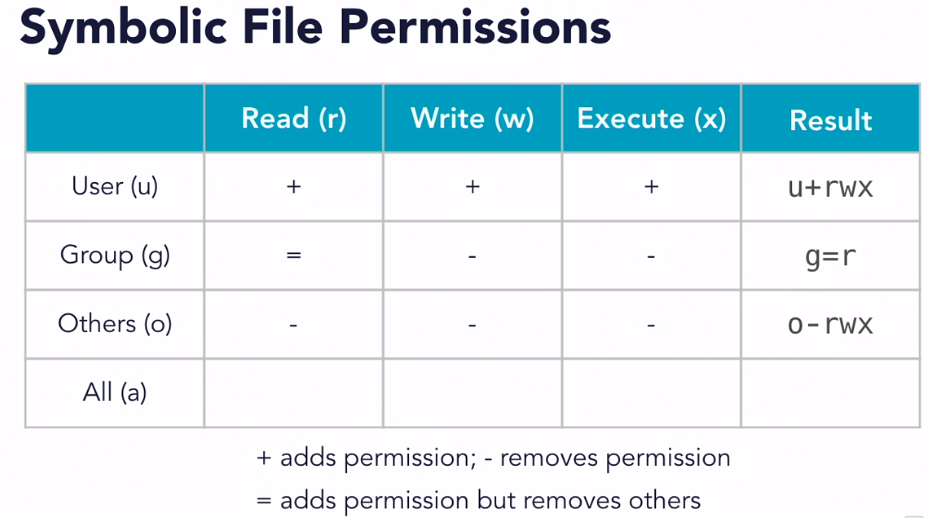 Symbolic File Permissions
Read (r) Write (w) Execute (x) Result
User (u) + + + u+rwx
Group (g) = - - g=r
Others (o) - - - o-rwx
All (a)
+ adds permission; - removes permission
= adds permission but removes others